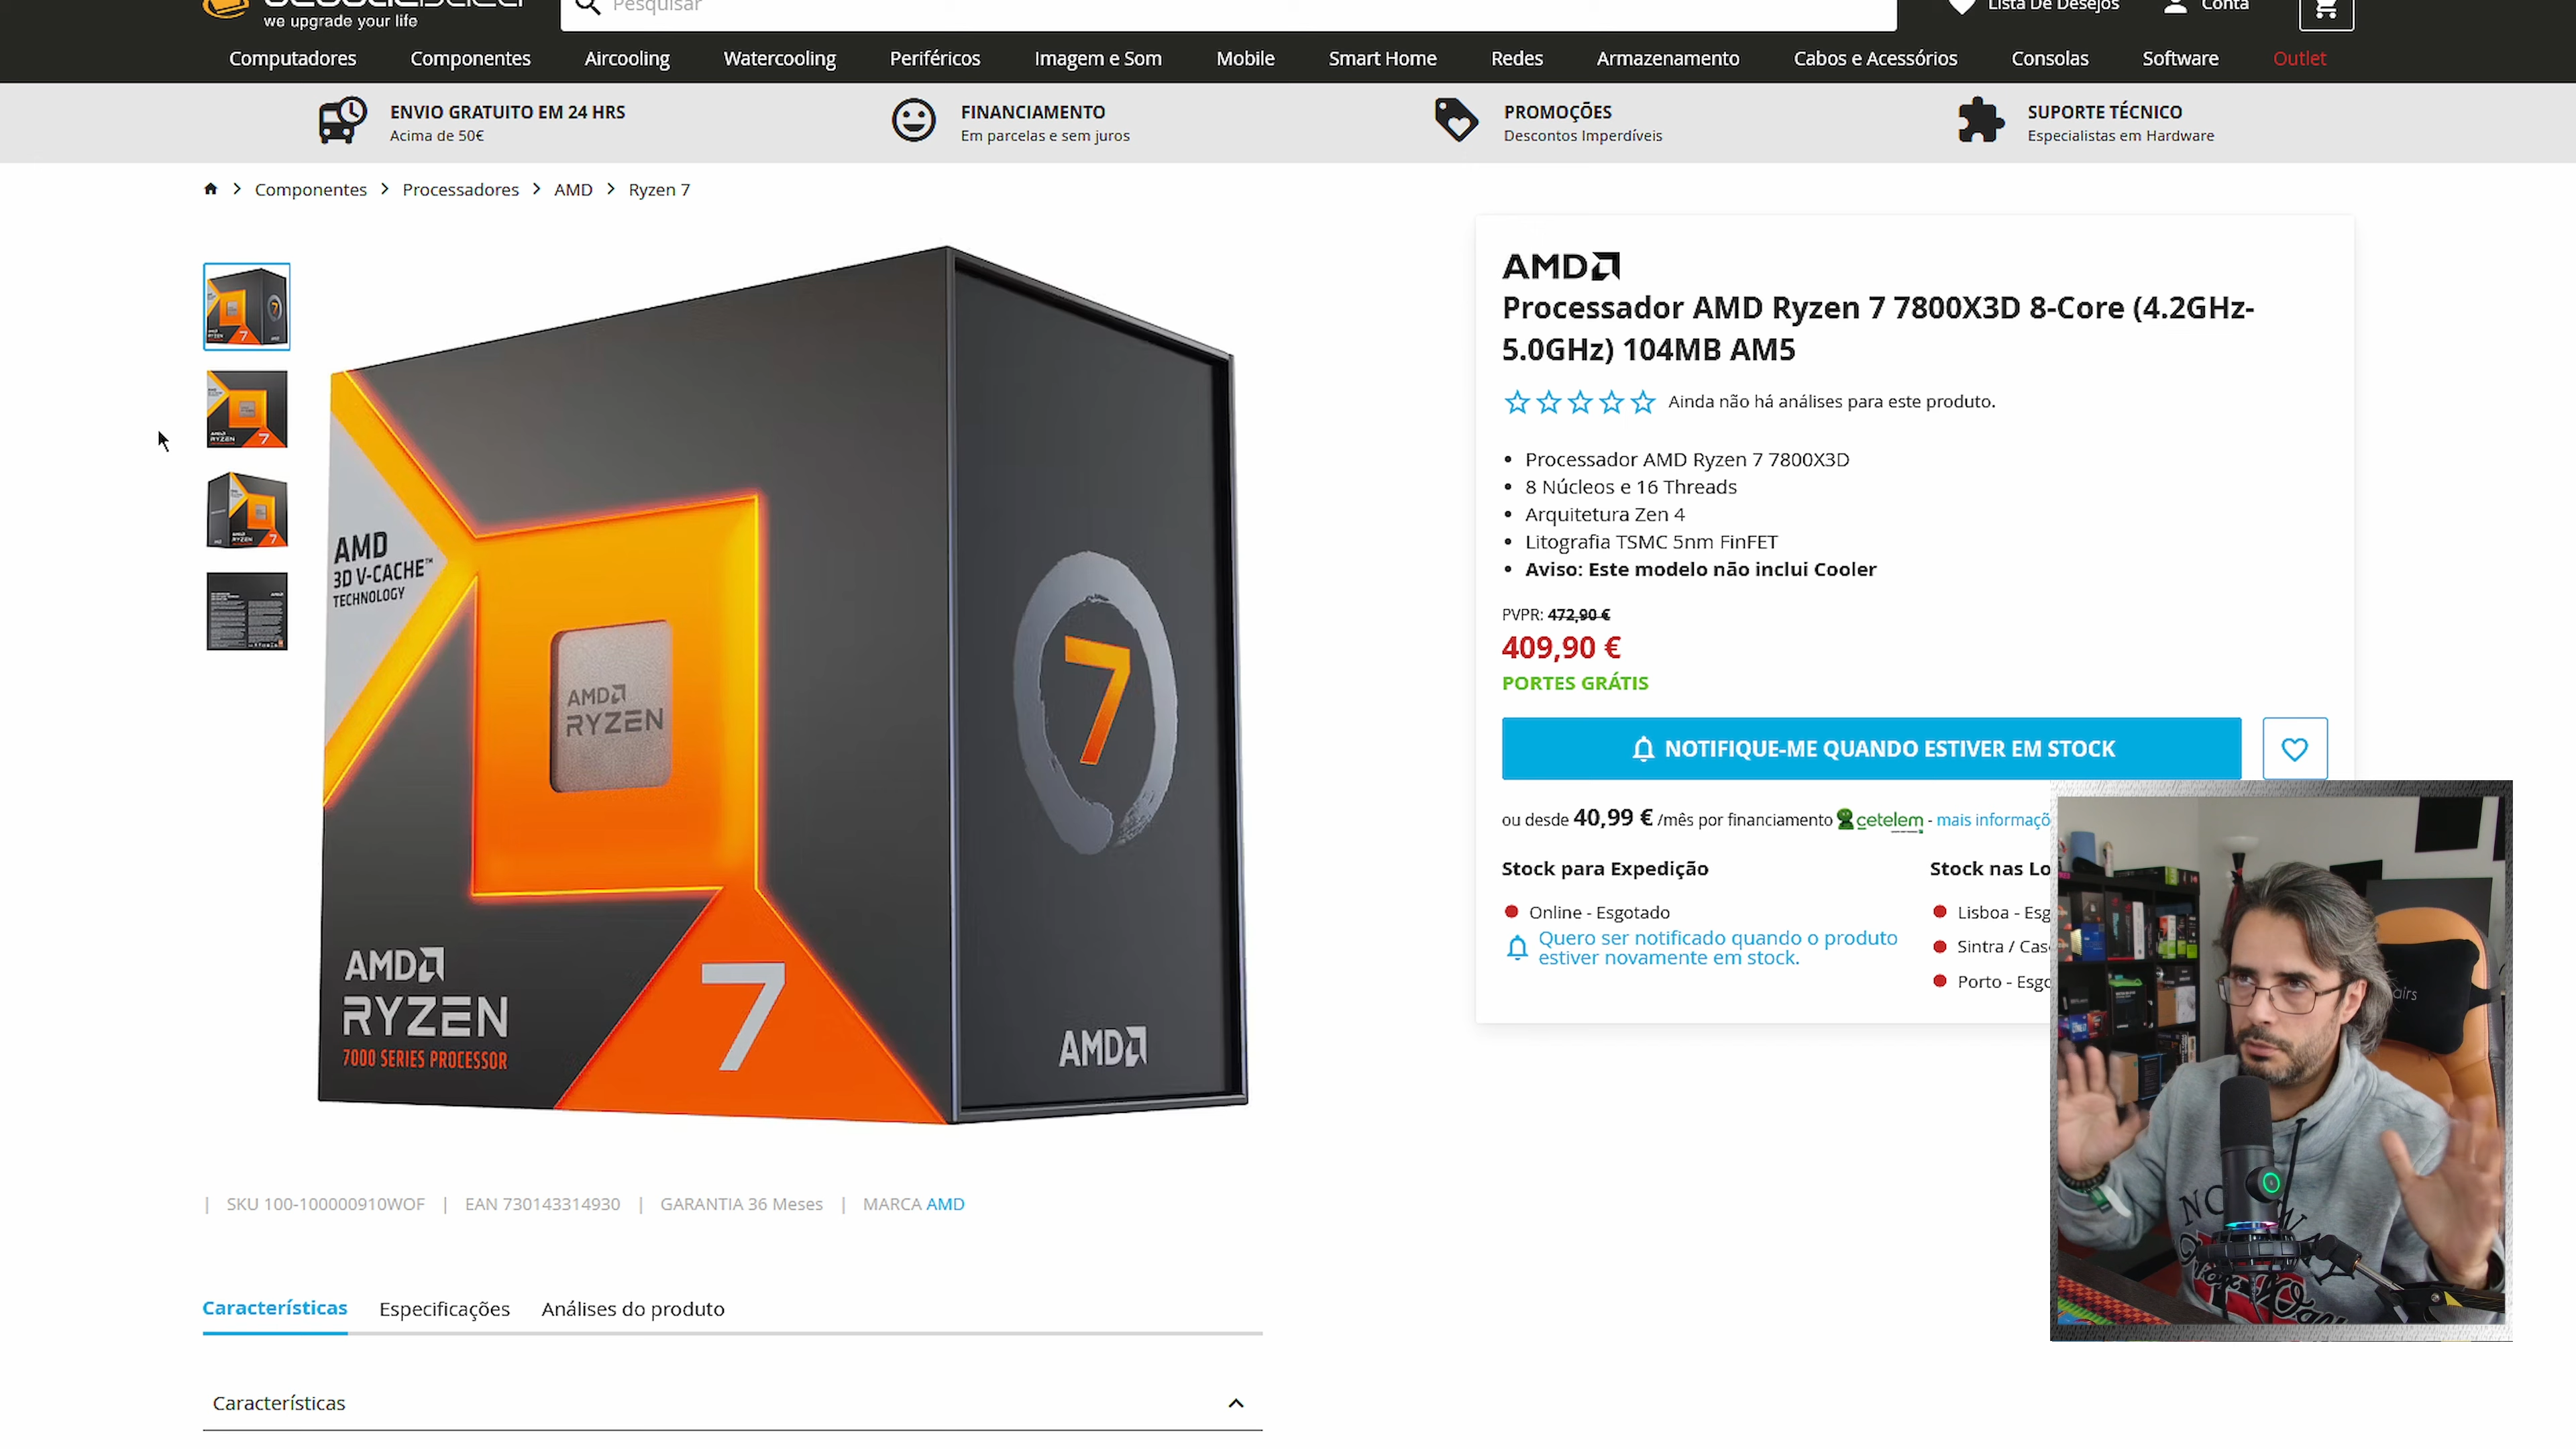 we upgrade your life
Pesquisar
Lista De Desejos
Conta
Computadores
Componentes
Aircooling
Watercooling
Periféricos
Imagem e Som
Mobile
Smart Home
Redes
Armazenamento
Cabos e Acessórios
Consolas
Software
Outlet
ENVIO GRATUITO EM 24 HRS
Acima de 50€
FINANCIAMENTO
Em parcelas e sem juros
PROMOÇÕES
Descontos Imperdíveis
SUPORTE TÉCNICO
Especialistas em Hardware
Componentes > Processadores > AMD > Ryzen 7
AMD
3D V-CACHE™
TECHNOLOGY
AMD
RYZEN
7
AMD
RYZEN
7000 SERIES PROCESSOR
7
AMD
AMD
Processador AMD Ryzen 7 7800X3D 8-Core (4.2GHz-
5.0GHz) 104MB AM5
Ainda não há análises para este produto.
• Processador AMD Ryzen 7 7800X3D
• 8 Núcleos e 16 Threads
• Arquitetura Zen 4
• Litografia TSMC 5nm FinFET
• Aviso: Este modelo não inclui Cooler
PVPR: 472,90 €
409,90 €
PORTES GRÁTIS
NOTIFIQUE-ME QUANDO ESTIVER EM STOCK
ou desde 40,99 € /mês por financiamento cetelem - mais informaçõ
Stock para Expedição
Online - Esgotado
Quero ser notificado quando o produto
estiver novamente em stock.
Stock nas Lo
Lisboa - Esg
Sintra / Cas
Porto - Esgo
| SKU 100-100000910WOF | EAN 730143314930 | GARANTIA 36 Meses | MARCA AMD
Características
Especificações
Análises do produto
Características